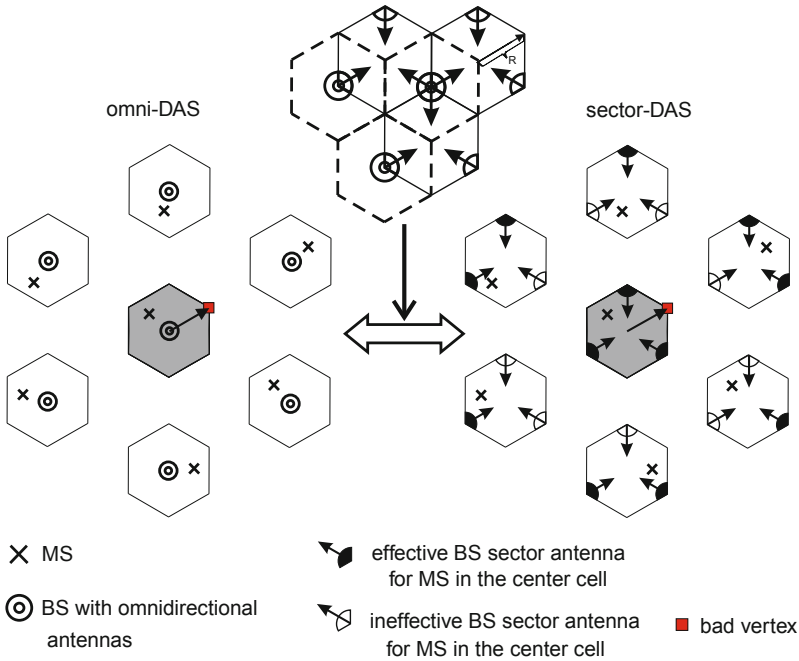 R
omni-DAS
sector-DAS
MS
BS with omnidirectional
antennas
effective BS sector antenna
for MS in the center cell
ineffective BS sector antenna
for MS in the center cell
bad vertex